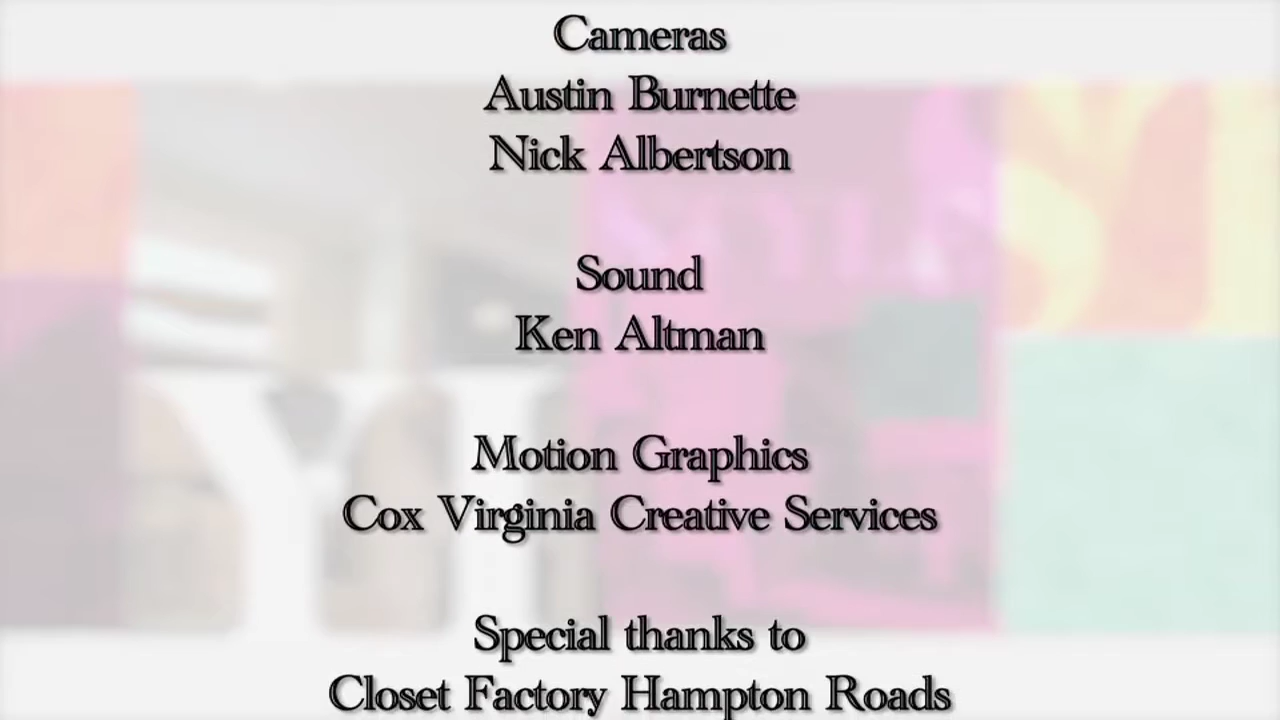 Cameras
Austin Burnette
Nick Albertson
Sound
Ken Altman
Motion Graphics
Cox Virginia Creative Services
Special thanks to
Closet Factory Hampton Roads